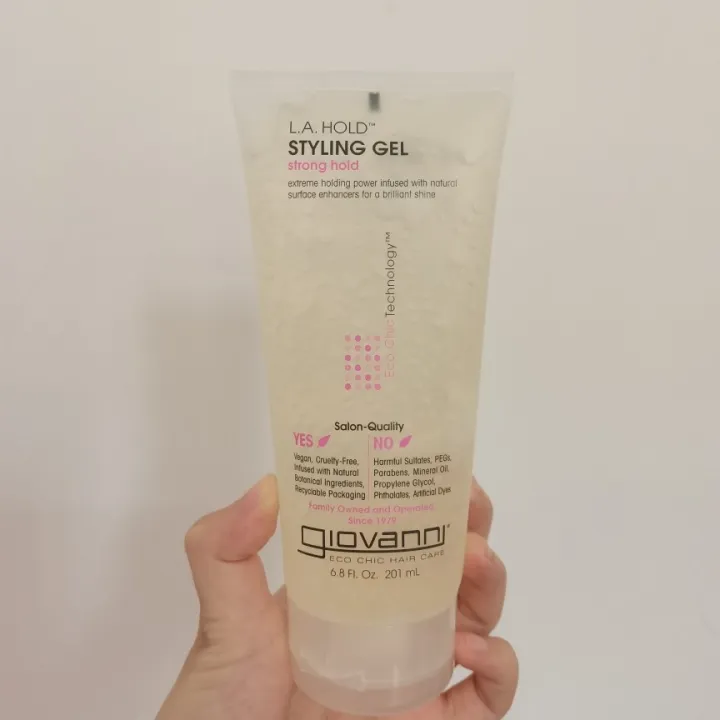 L.A. HOLD™
STYLING GEL
strong hold
extreme holding power infused with natural
surface enhancers for a brilliant shine
Eco Chic Technology™
Salon-Quality
YES
Vegan, Cruelty-Free,
Infused with Natural
Botanical Ingredients,
Recyclable Packaging
NO
Harmful Sulfates, PEGs,
Parabens, Mineral Oil,
Propylene Glycol,
Phthalates, Artificial Dyes
Family Owned and Operated
Since 1979
giovanni®
ECO CHIC HAIR CARE
6.8 Fl. Oz. 201 mL